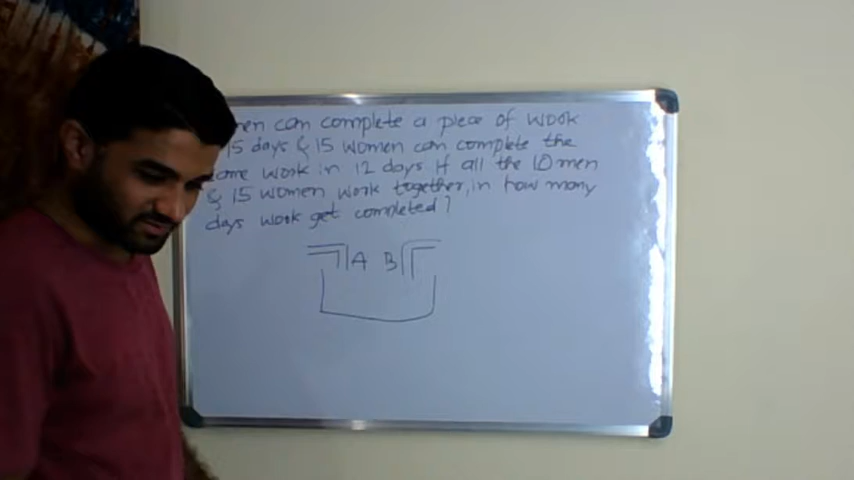 men can complete a piece of work
15 days & 15 women can complete the
work in 12 days if all the 10 men
& 15 women work together, in how many
days work get completed?
A B